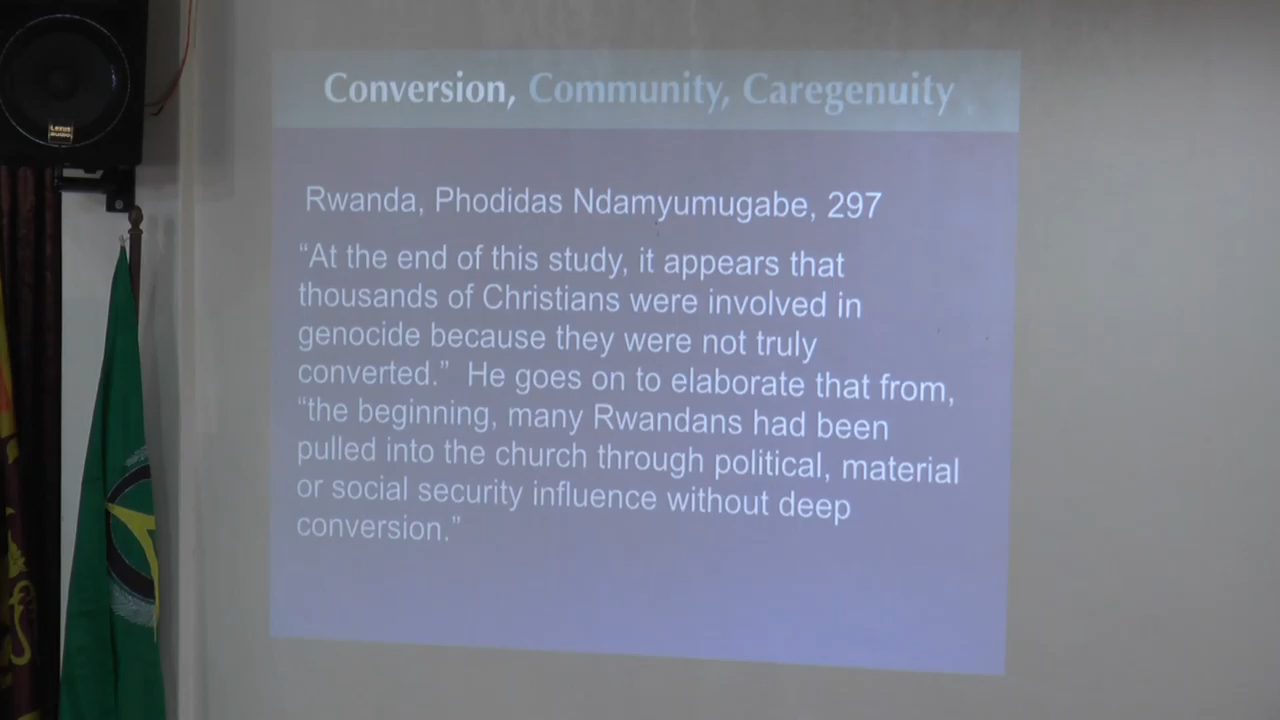 Conversion, Community, Caregenuity
Rwanda, Phodidas Ndamyumugabe, 297
“At the end of this study, it appears that
thousands of Christians were involved in
genocide because they were not truly
converted.” He goes on to elaborate that from,
“the beginning, many Rwandans had been
pulled into the church through political, material
or social security influence without deep
conversion.”
Lexus
audio